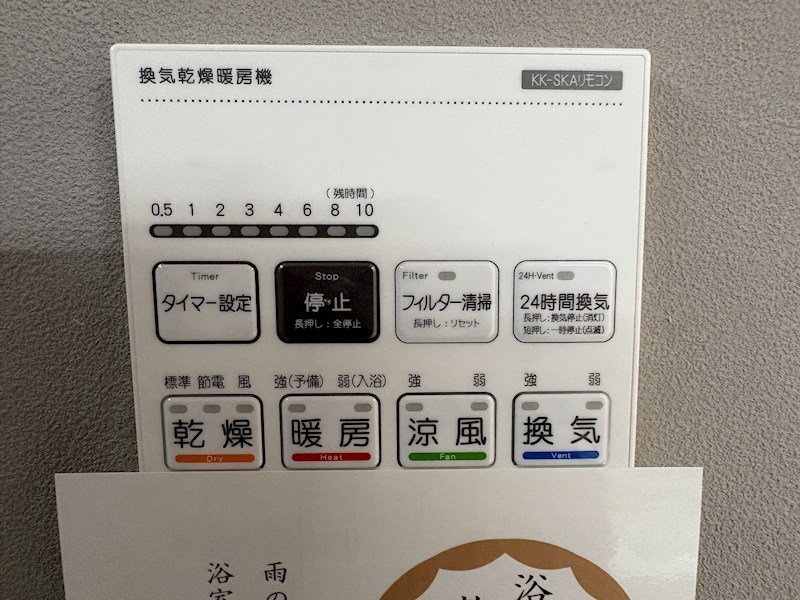 換気乾燥暖房機
KK-SKAリモコン
(残時間)
0.5 1 2 3 4 6 8 10
Timer
タイマー設定
Stop
停止
長押し:全停止
Filter
フィルター清掃
長押し:リセット
24H-Vent
24時間換気
長押し:換気停止(消灯)
短押し:一時停止(点滅)
標準 節電 風
乾燥
Dry
強(予備) 弱(入浴)
暖房
Heat
強 弱
涼風
Fan
強 弱
換気
Vent
雨の
浴室
浴